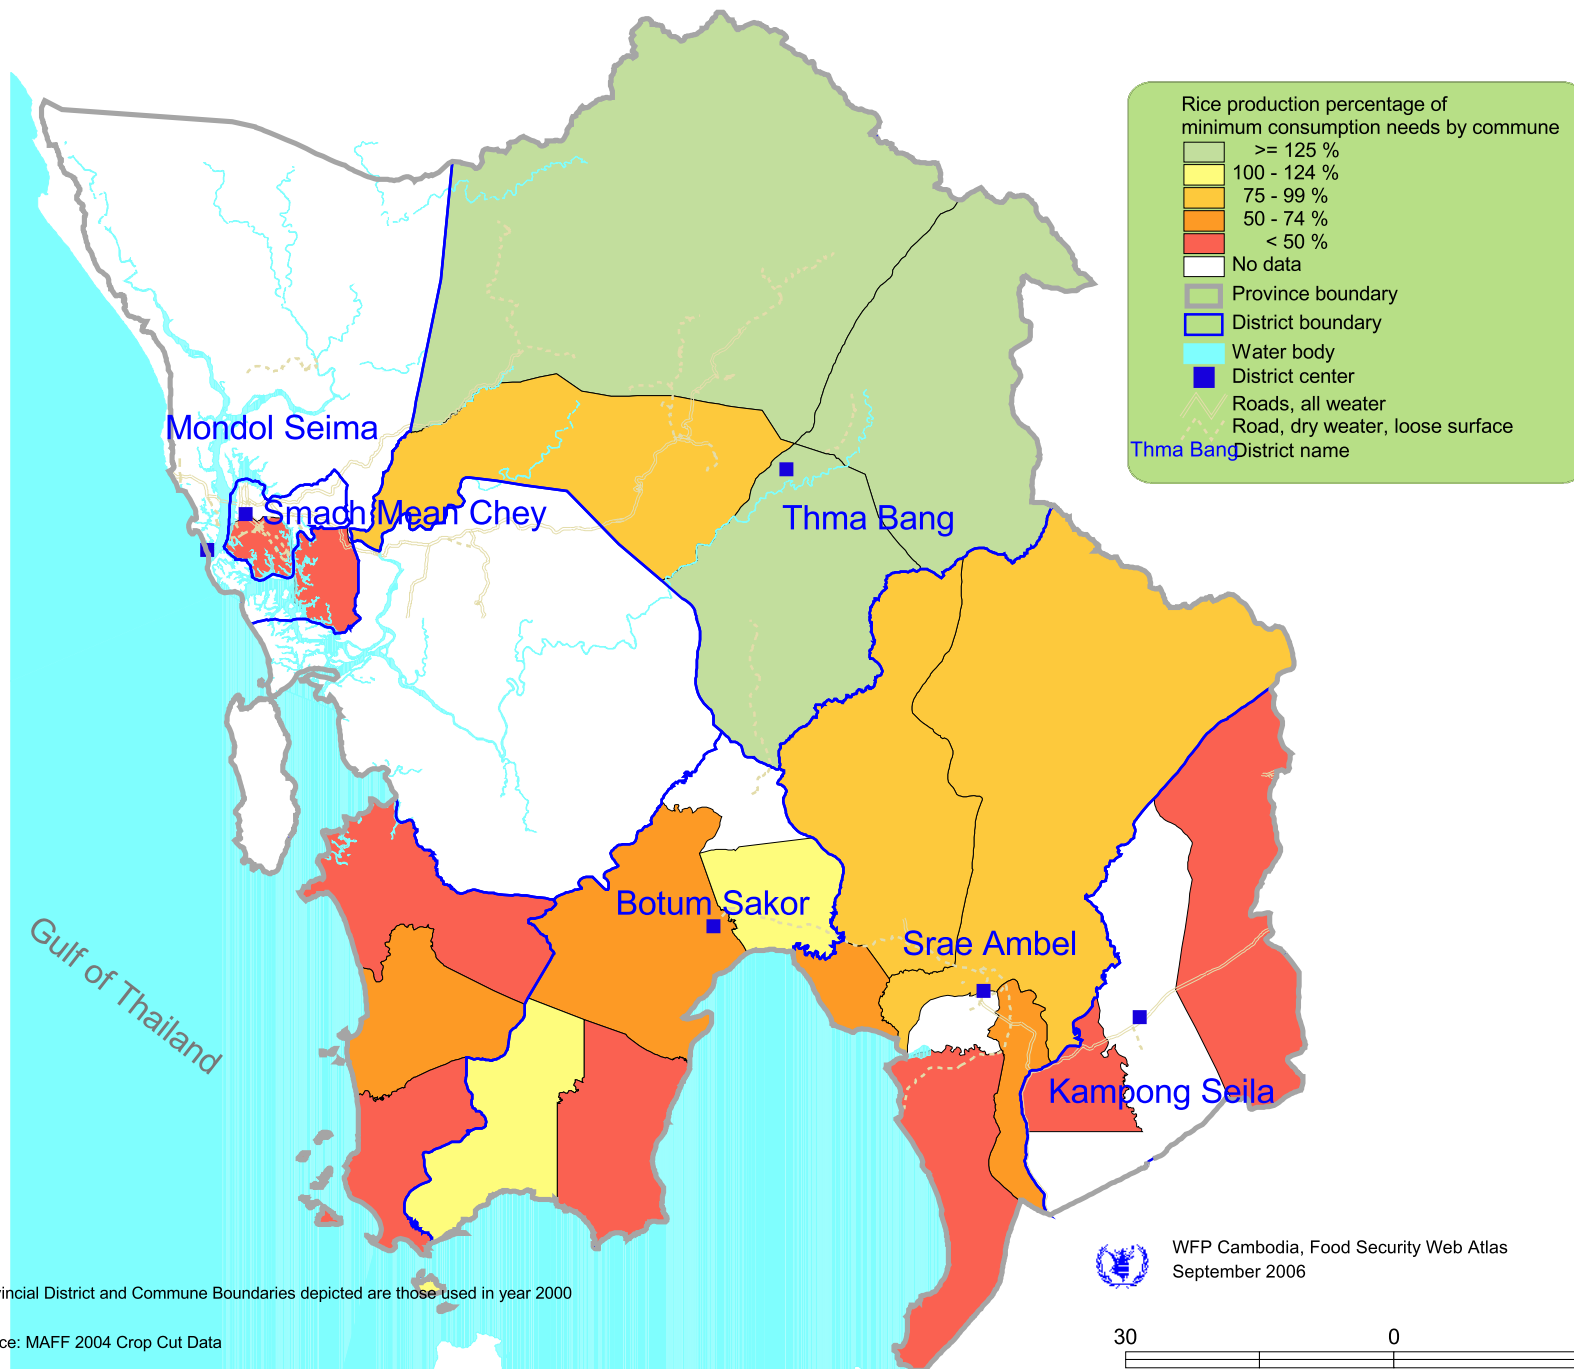 Rice production percentage of
minimum consumption needs by commune
>= 125 %
100 - 124 %
75 - 99 %
50 - 74 %
< 50 %
No data
Province boundary
District boundary
Water body
District center
Roads, all weater
Road, dry weater, loose surface
Thma Bang District name
Mondol Seima
Smach Mean Chey
Thma Bang
Botum Sakor
Srae Ambel
Gulf of Thailand
Kampong Seila
WFP Cambodia, Food Security Web Atlas
September 2006
vincial District and Commune Boundaries depicted are those used in year 2000
ce: MAFF 2004 Crop Cut Data
30 0